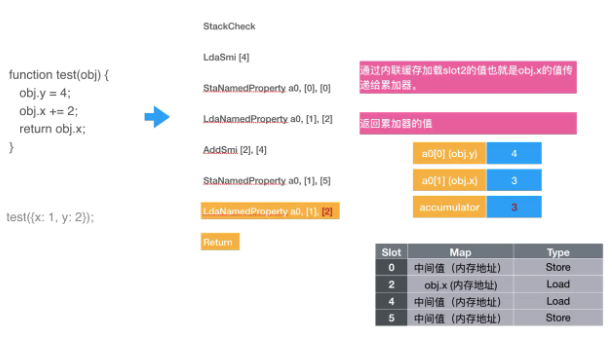 function test(obj) {
obj.y = 4;
obj.x += 2;
return obj.x;
}
test({x: 1, y: 2});
StackCheck
LdaSmi [4]
StaNamedProperty a0, [0], [0]
LdaNamedProperty a0, [1], [2]
AddSmi [2], [4]
StaNamedProperty a0, [1], [5]
LdaNamedProperty a0, [1], [2]
Return
通过内联缓存加载slot2的值也就是obj.x的值传
递给累加器。
返回累加器的值
a0[0] (obj.y) 4
a0[1] (obj.x) 3
accumulator 3
Slot Map Type
0 中间值（内存地址） Store
2 obj.x (内存地址) Load
4 中间值（内存地址） Load
5 中间值（内存地址） Store